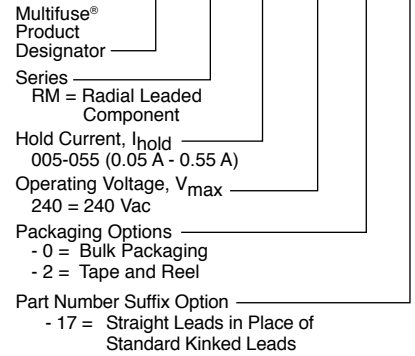 Multifuse®
Product
Designator
Series
RM = Radial Leaded
Component
Hold Current, Ihold
005-055 (0.05 A - 0.55 A)
Operating Voltage, Vmax
240 = 240 Vac
Packaging Options
- 0 = Bulk Packaging
- 2 = Tape and Reel
Part Number Suffix Option
- 17 = Straight Leads in Place of
Standard Kinked Leads